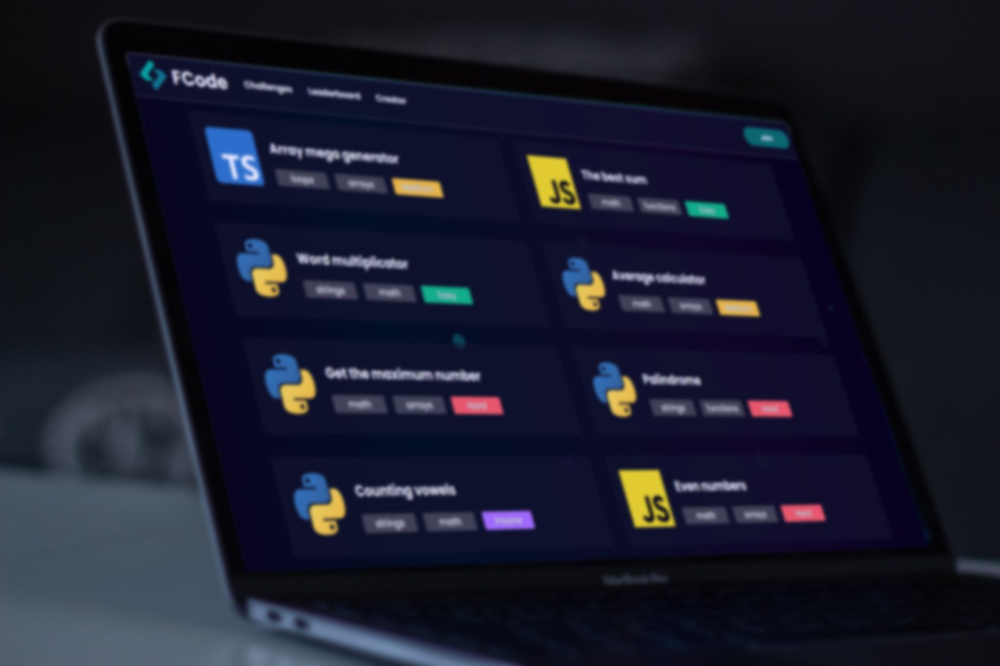 FCode Challenges Leaderboard Creator
TS Array mega generator
loops arrays Medium
JS The best sum
math functions Easy
Word multiplicator
strings math Easy
Average calculator
math arrays Medium
Get the maximum number
math arrays Hard
Palindrome
strings functions Hard
Counting vowels
strings math Insane
JS Even numbers
math arrays Hard
MacBook Pro